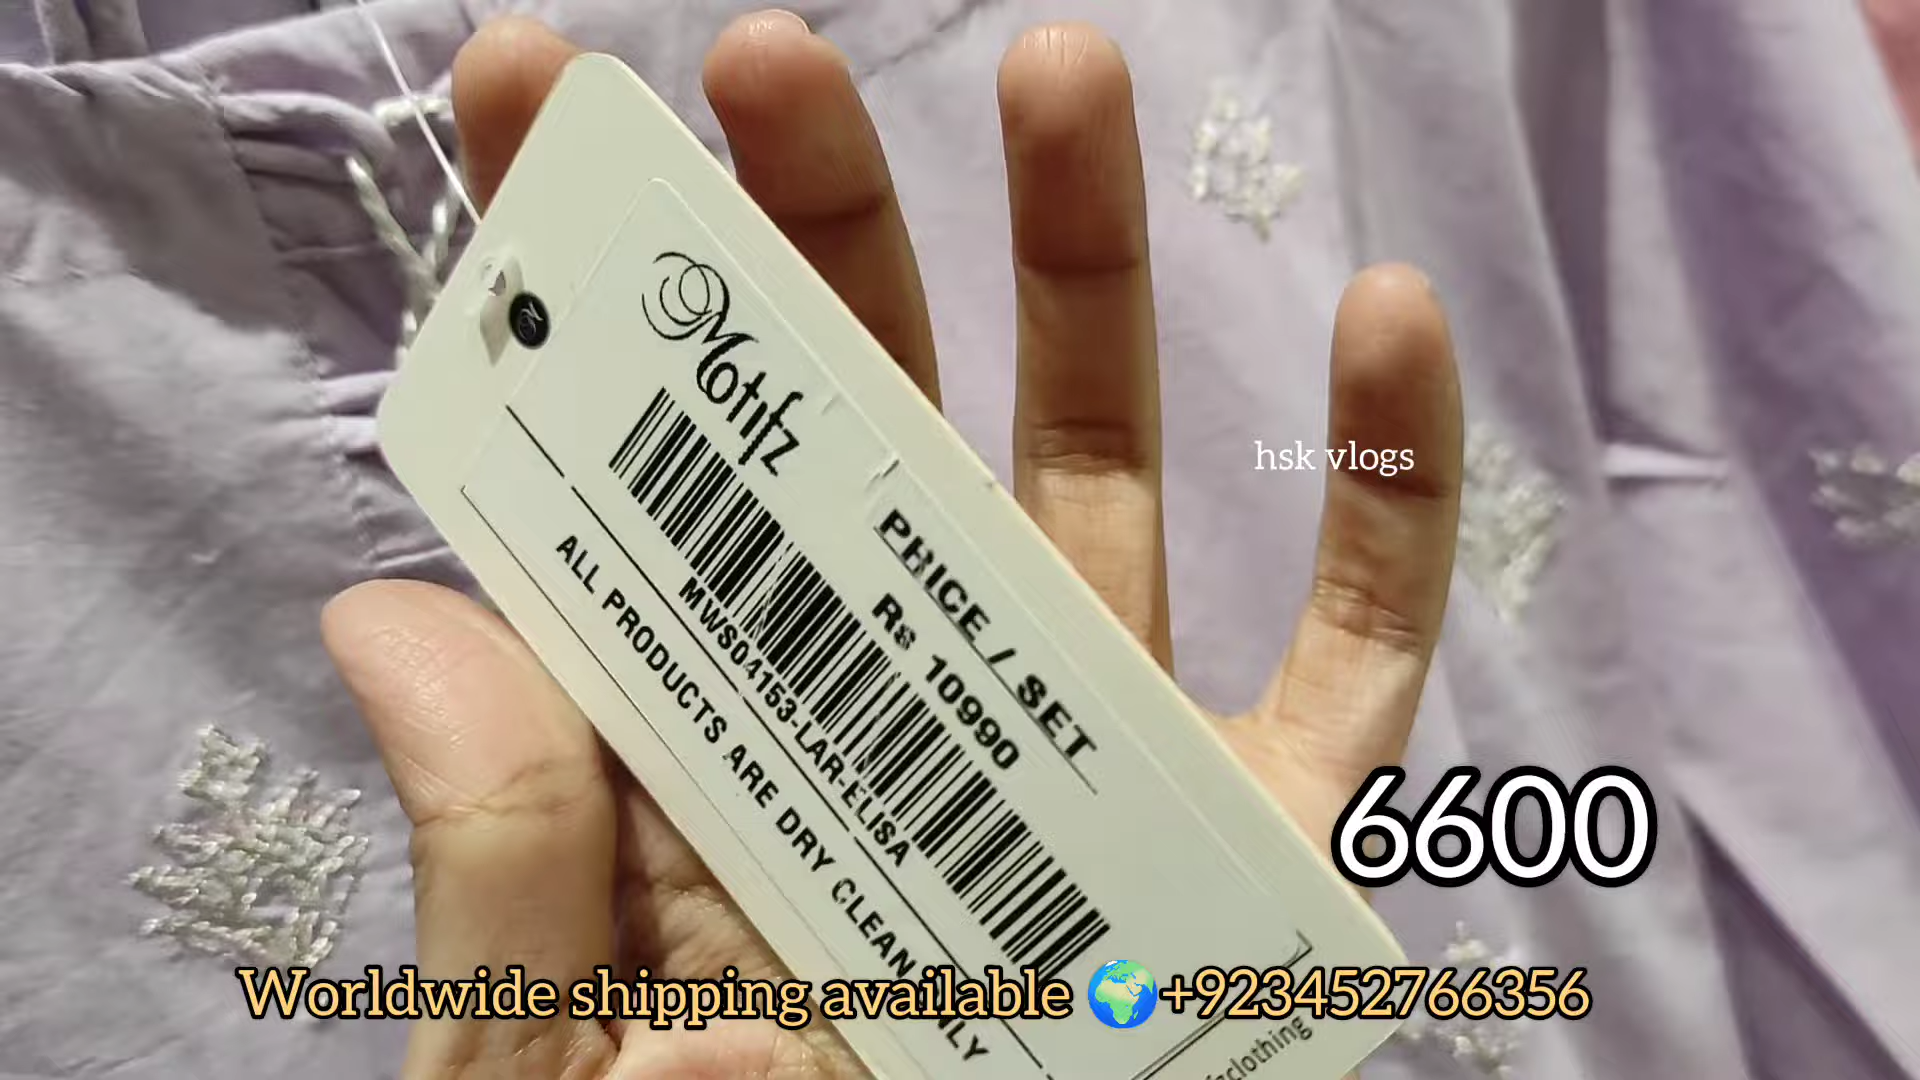 Motifz
PRICE / SET
Rs 10990
MWS04153-LAR-ELISA
ALL PRODUCTS ARE DRY CLEAN
hsk vlogs
6600
Worldwide shipping available 🌍+923452766356